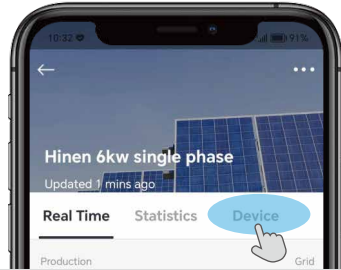 10:32
91%
Hinen 6kw single phase
Updated 1 mins ago
Real Time Statistics Device
Production Grid